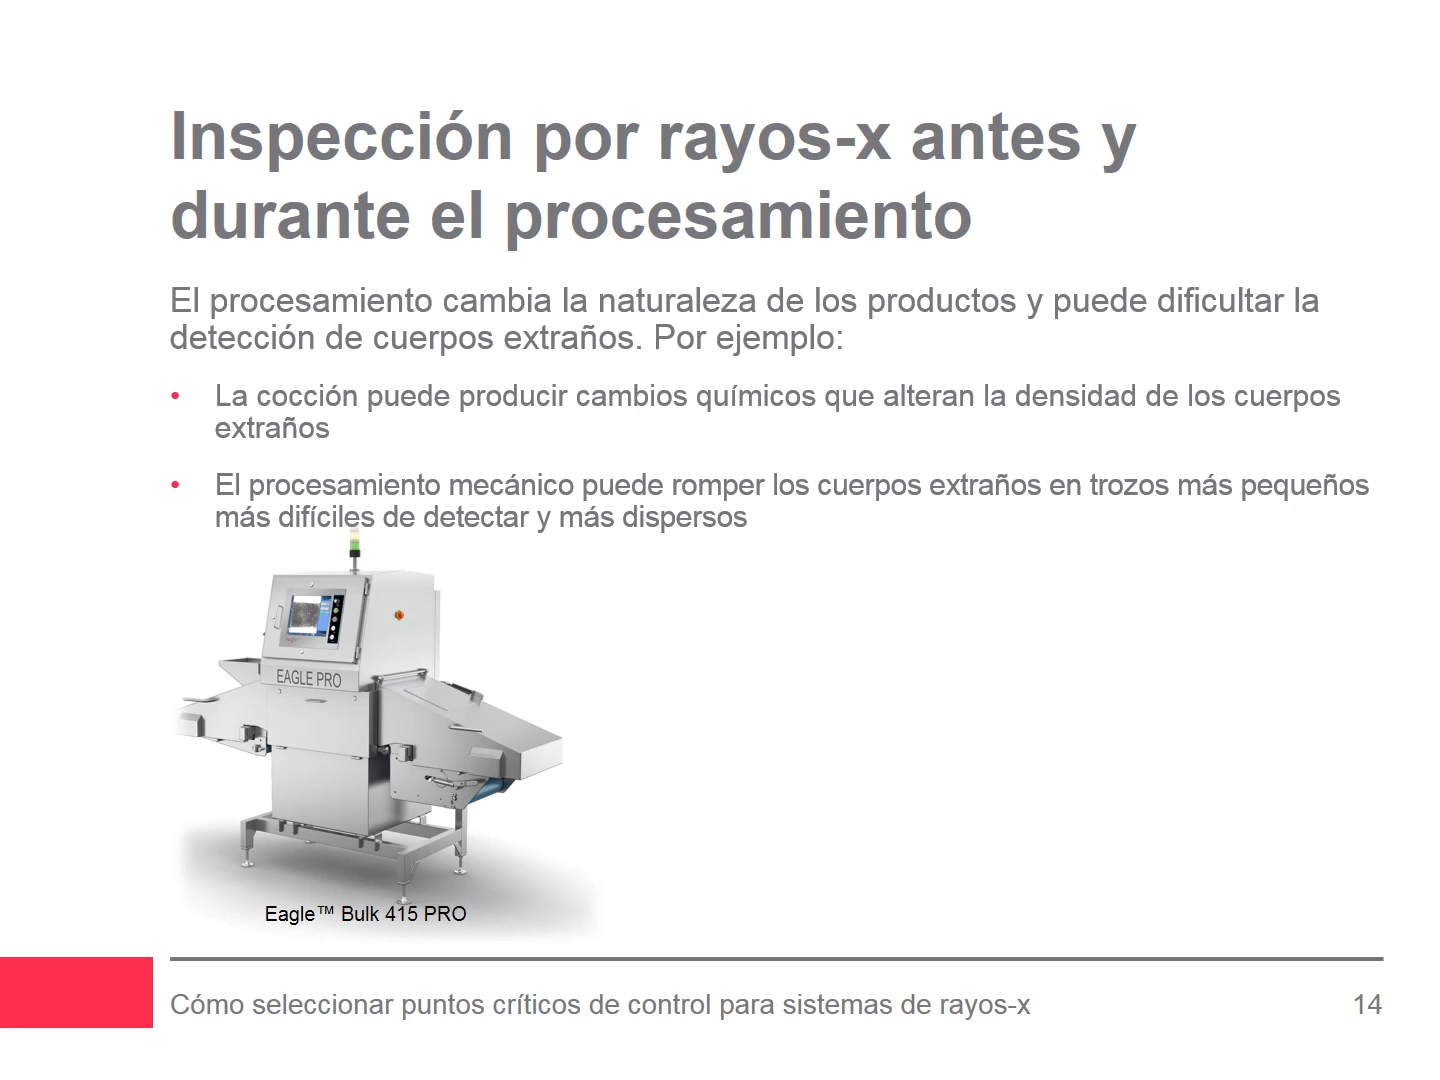 Inspección por rayos-x antes y
durante el procesamiento
El procesamiento cambia la naturaleza de los productos y puede dificultar la
detección de cuerpos extraños. Por ejemplo:
• La cocción puede producir cambios químicos que alteran la densidad de los cuerpos
extraños
• El procesamiento mecánico puede romper los cuerpos extraños en trozos más pequeños
más difíciles de detectar y más dispersos
EAGLE PRO
Eagle™ Bulk 415 PRO
Cómo seleccionar puntos críticos de control para sistemas de rayos-x
14